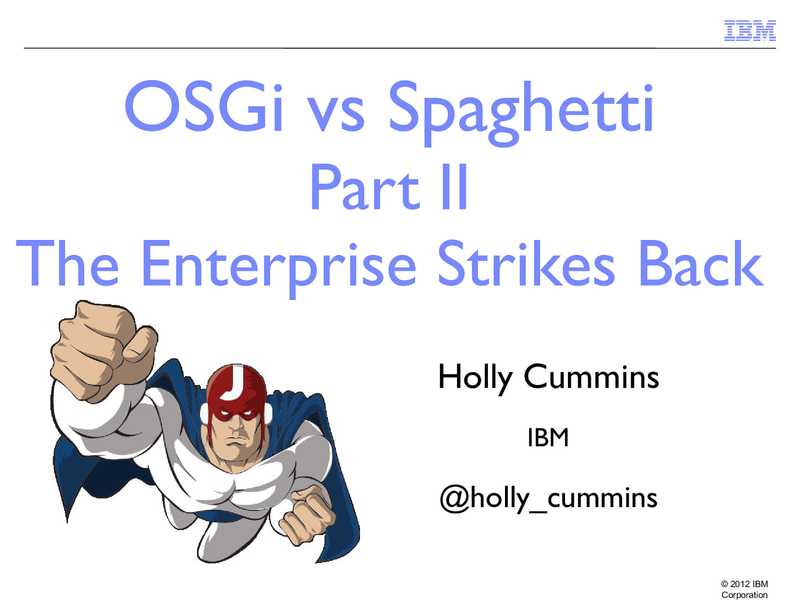 IBM
OSGi vs Spaghetti
Part II
The Enterprise Strikes Back
J
Holly Cummins
IBM
@holly_cummins
© 2012 IBM
Corporation